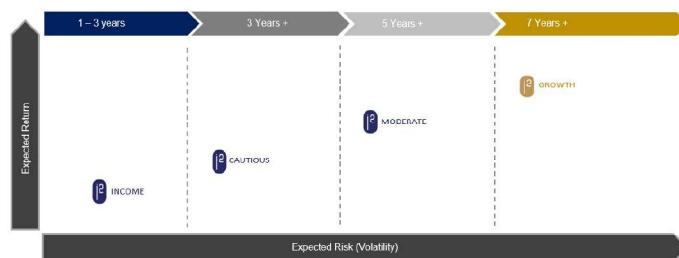 1 – 3 years
3 Years +
5 Years +
7 Years +
Expected Return
GROWTH
MODERATE
CAUTIOUS
INCOME
Expected Risk (Volatility)